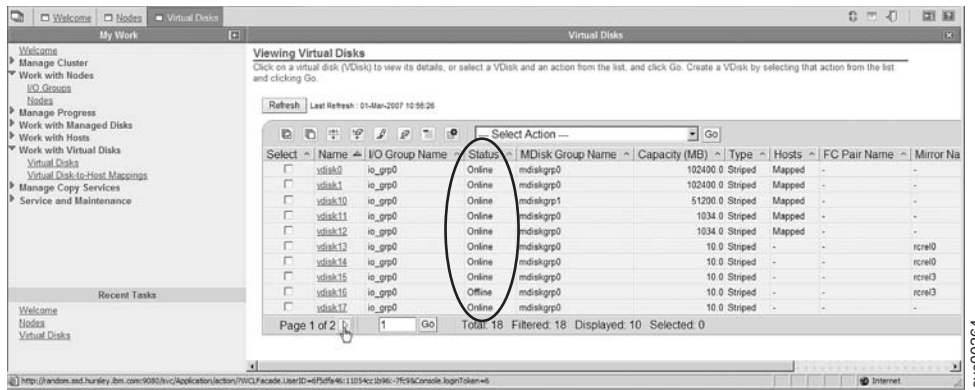 Welcome Nodes Virtual Disks
My Work
Welcome
Manage Cluster
Work with Nodes
I/O Groups
Nodes
Manage Progress
Work with Managed Disks
Work with Hosts
Work with Virtual Disks
Virtual Disks
Virtual Disk-to-Host Mappings
Manage Copy Services
Service and Maintenance
Recent Tasks
Welcome
Nodes
Virtual Disks
Virtual Disks
Viewing Virtual Disks
Click on a virtual disk (VDisk) to view its details, or select a VDisk and an action from the list, and click Go. Create a VDisk by selecting that action from the list
and clicking Go.
Refresh Last Refresh : 01-Mar-2007 10:56:26
--- Select Action --- Go
Select Name I/O Group Name Status MDisk Group Name Capacity (MB) Type Hosts FC Pair Name Mirror Na
vdisk0 io_grp0 Online mdiskgrp0 102400.0 Striped Mapped - -
vdisk1 io_grp0 Online mdiskgrp0 102400.0 Striped Mapped - -
vdisk10 io_grp0 Online mdiskgrp1 51200.0 Striped Mapped - -
vdisk11 io_grp0 Online mdiskgrp0 1034.0 Striped Mapped - -
vdisk12 io_grp0 Online mdiskgrp0 1034.0 Striped Mapped - -
vdisk13 io_grp0 Online mdiskgrp0 10.0 Striped - - rcrel0
vdisk14 io_grp0 Online mdiskgrp0 10.0 Striped - - rcrel0
vdisk15 io_grp0 Online mdiskgrp0 10.0 Striped - - rcrel3
vdisk16 io_grp0 Offline mdiskgrp0 10.0 Striped - - rcrel3
vdisk17 io_grp0 Online mdiskgrp0 10.0 Striped - - -
Page 1 of 2 1 Go Total: 18 Filtered: 18 Displayed: 10 Selected: 0
Internet